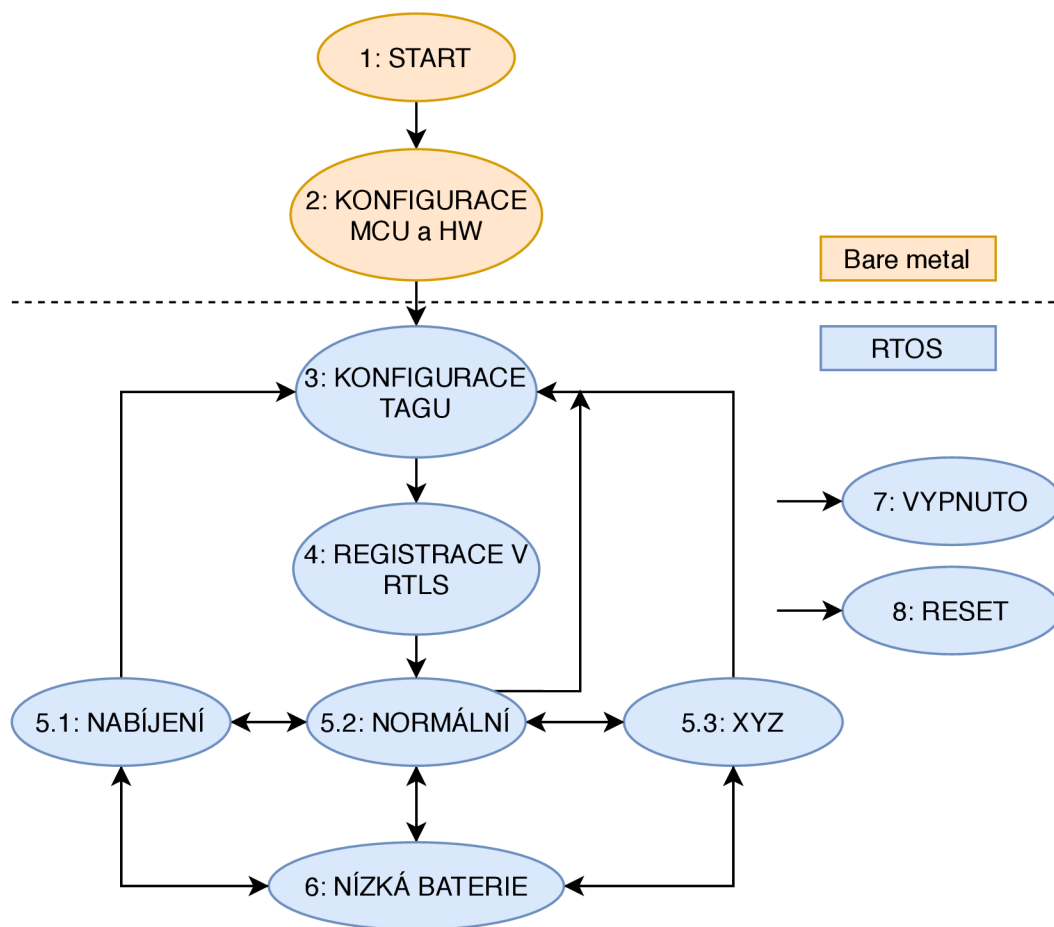 1: START
2: KONFIGURACE
MCU a HW
Bare metal
RTOS
3: KONFIGURACE
TAGU
7: VYPNUTO
4: REGISTRACE V
RTLS
8: RESET
5.1: NABÍJENÍ
5.2: NORMÁLNÍ
5.3: XYZ
6: NÍZKÁ BATERIE